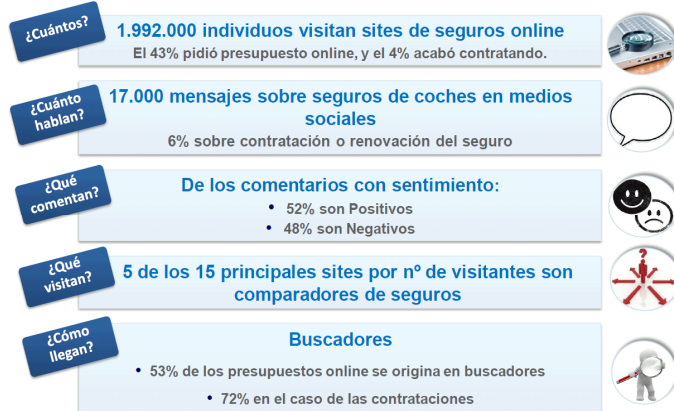 ¿Cuántos?
1.992.000 individuos visitan sites de seguros online
El 43% pidió presupuesto online, y el 4% acabó contratando.
¿Cuánto
hablan?
17.000 mensajes sobre seguros de coches en medios
sociales
6% sobre contratación o renovación del seguro
¿Qué
comentan?
De los comentarios con sentimiento:
• 52% son Positivos
• 48% son Negativos
¿Qué
visitan?
5 de los 15 principales sites por nº de visitantes son
comparadores de seguros
?
¿Cómo
llegan?
Buscadores
• 53% de los presupuestos online se origina en buscadores
• 72% en el caso de las contrataciones